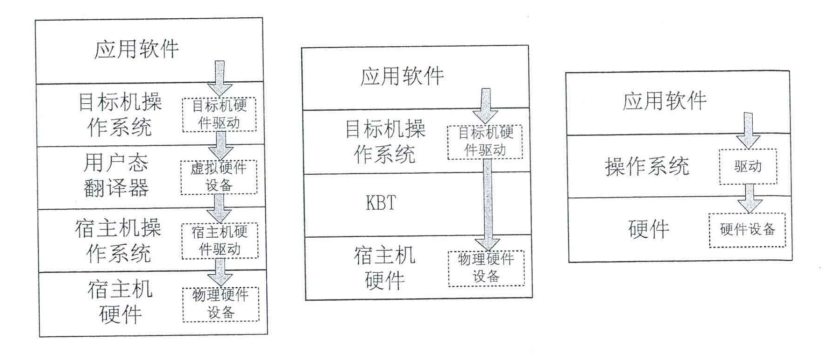 应用软件
目标机操
作系统
目标机硬
件驱动
用户态
翻译器
虚拟硬件
设备
宿主机操
作系统
宿主机硬
件驱动
宿主机
硬件
物理硬件
设备
应用软件
目标机操
作系统
目标机硬
件驱动
KBT
宿主机
硬件
物理硬件
设备
应用软件
操作系统
驱动
硬件
硬件设备